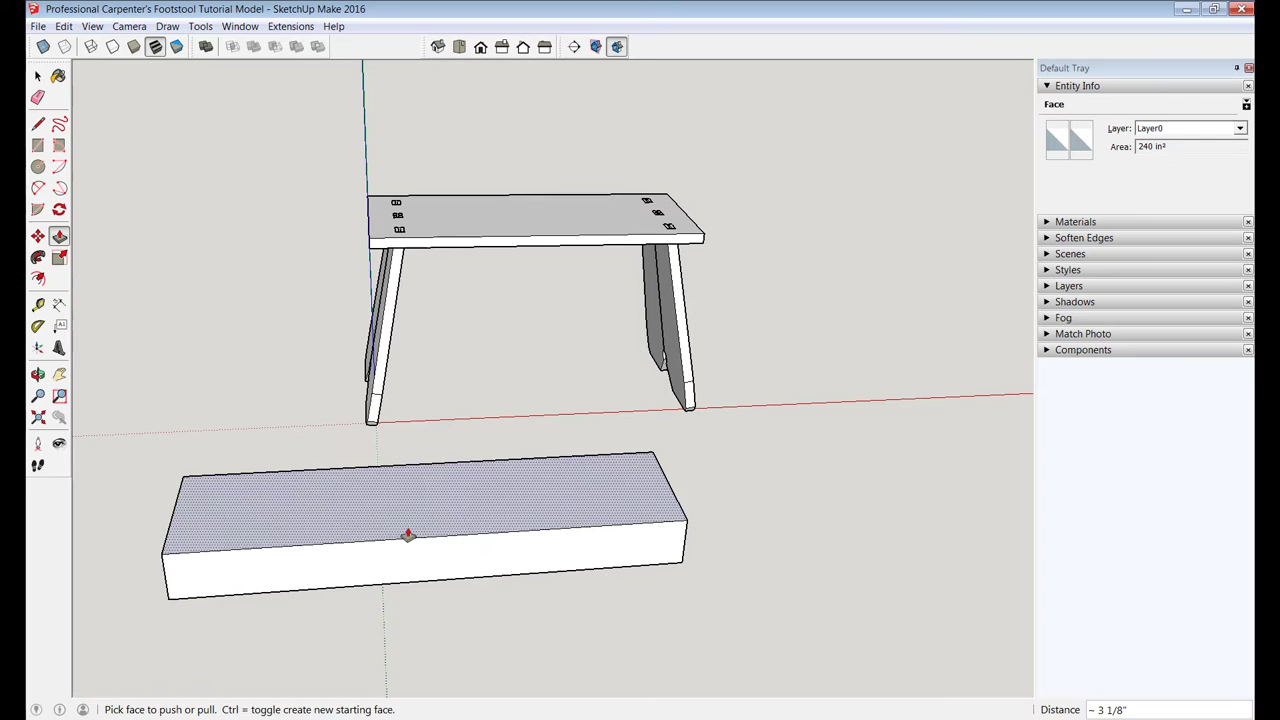 Professional Carpenter's Footstool Tutorial Model - SketchUp Make 2016
File Edit View Camera Draw Tools Window Extensions Help
Default Tray
Entity Info
Face
Layer: Layer0
Area: 240 in²
Materials
Soften Edges
Scenes
Styles
Layers
Shadows
Fog
Match Photo
Components
Pick face to push or pull. Ctrl = toggle create new starting face.
Distance ~ 3 1/8"